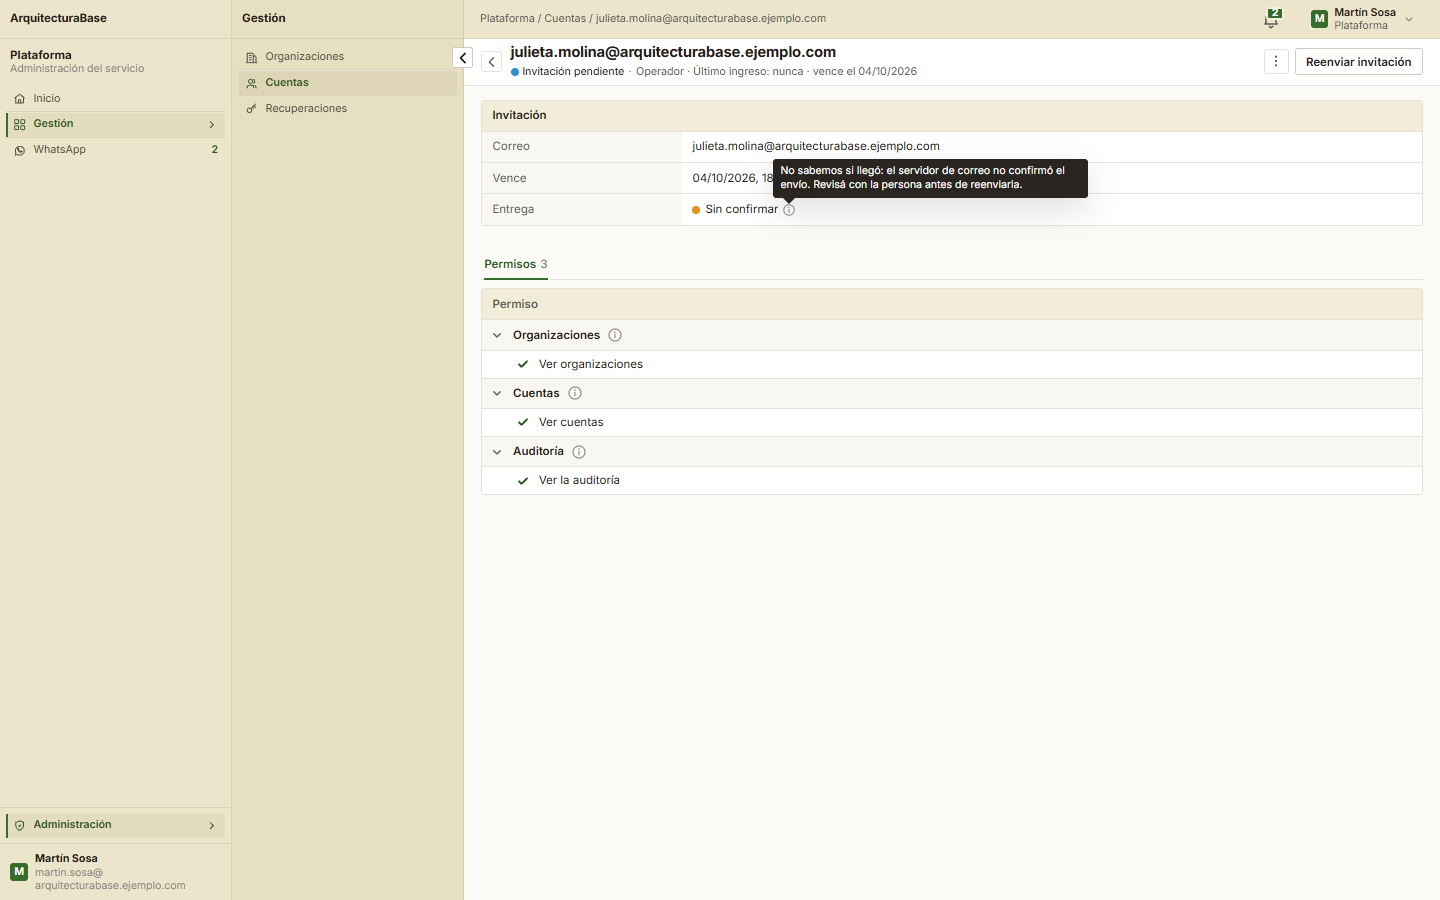 ArquitecturaBase
Plataforma
Administración del servicio
Inicio
Gestión
WhatsApp 2
Administración
M
Martín Sosa
martin.sosa@
arquitecturabase.ejemplo.com
Gestión
Organizaciones
Cuentas
Recuperaciones
Plataforma / Cuentas / julieta.molina@arquitecturabase.ejemplo.com
2
M
Martín Sosa
Plataforma
julieta.molina@arquitecturabase.ejemplo.com
Invitación pendiente · Operador · Último ingreso: nunca · vence el 04/10/2026
Reenviar invitación
Invitación
Correo julieta.molina@arquitecturabase.ejemplo.com
No sabemos si llegó: el servidor de correo no confirmó el
envío. Revisá con la persona antes de reenviarla.
Vence 04/10/2026, 18
Entrega Sin confirmar
Permisos 3
Permiso
Organizaciones
Ver organizaciones
Cuentas
Ver cuentas
Auditoría
Ver la auditoría